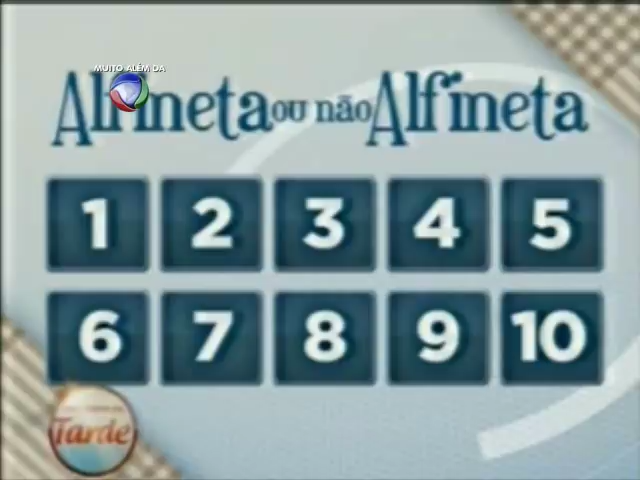 MUITO ALÉM DA
Alfineta ou não Alfineta
1 2 3 4 5
6 7 8 9 10
Tarde